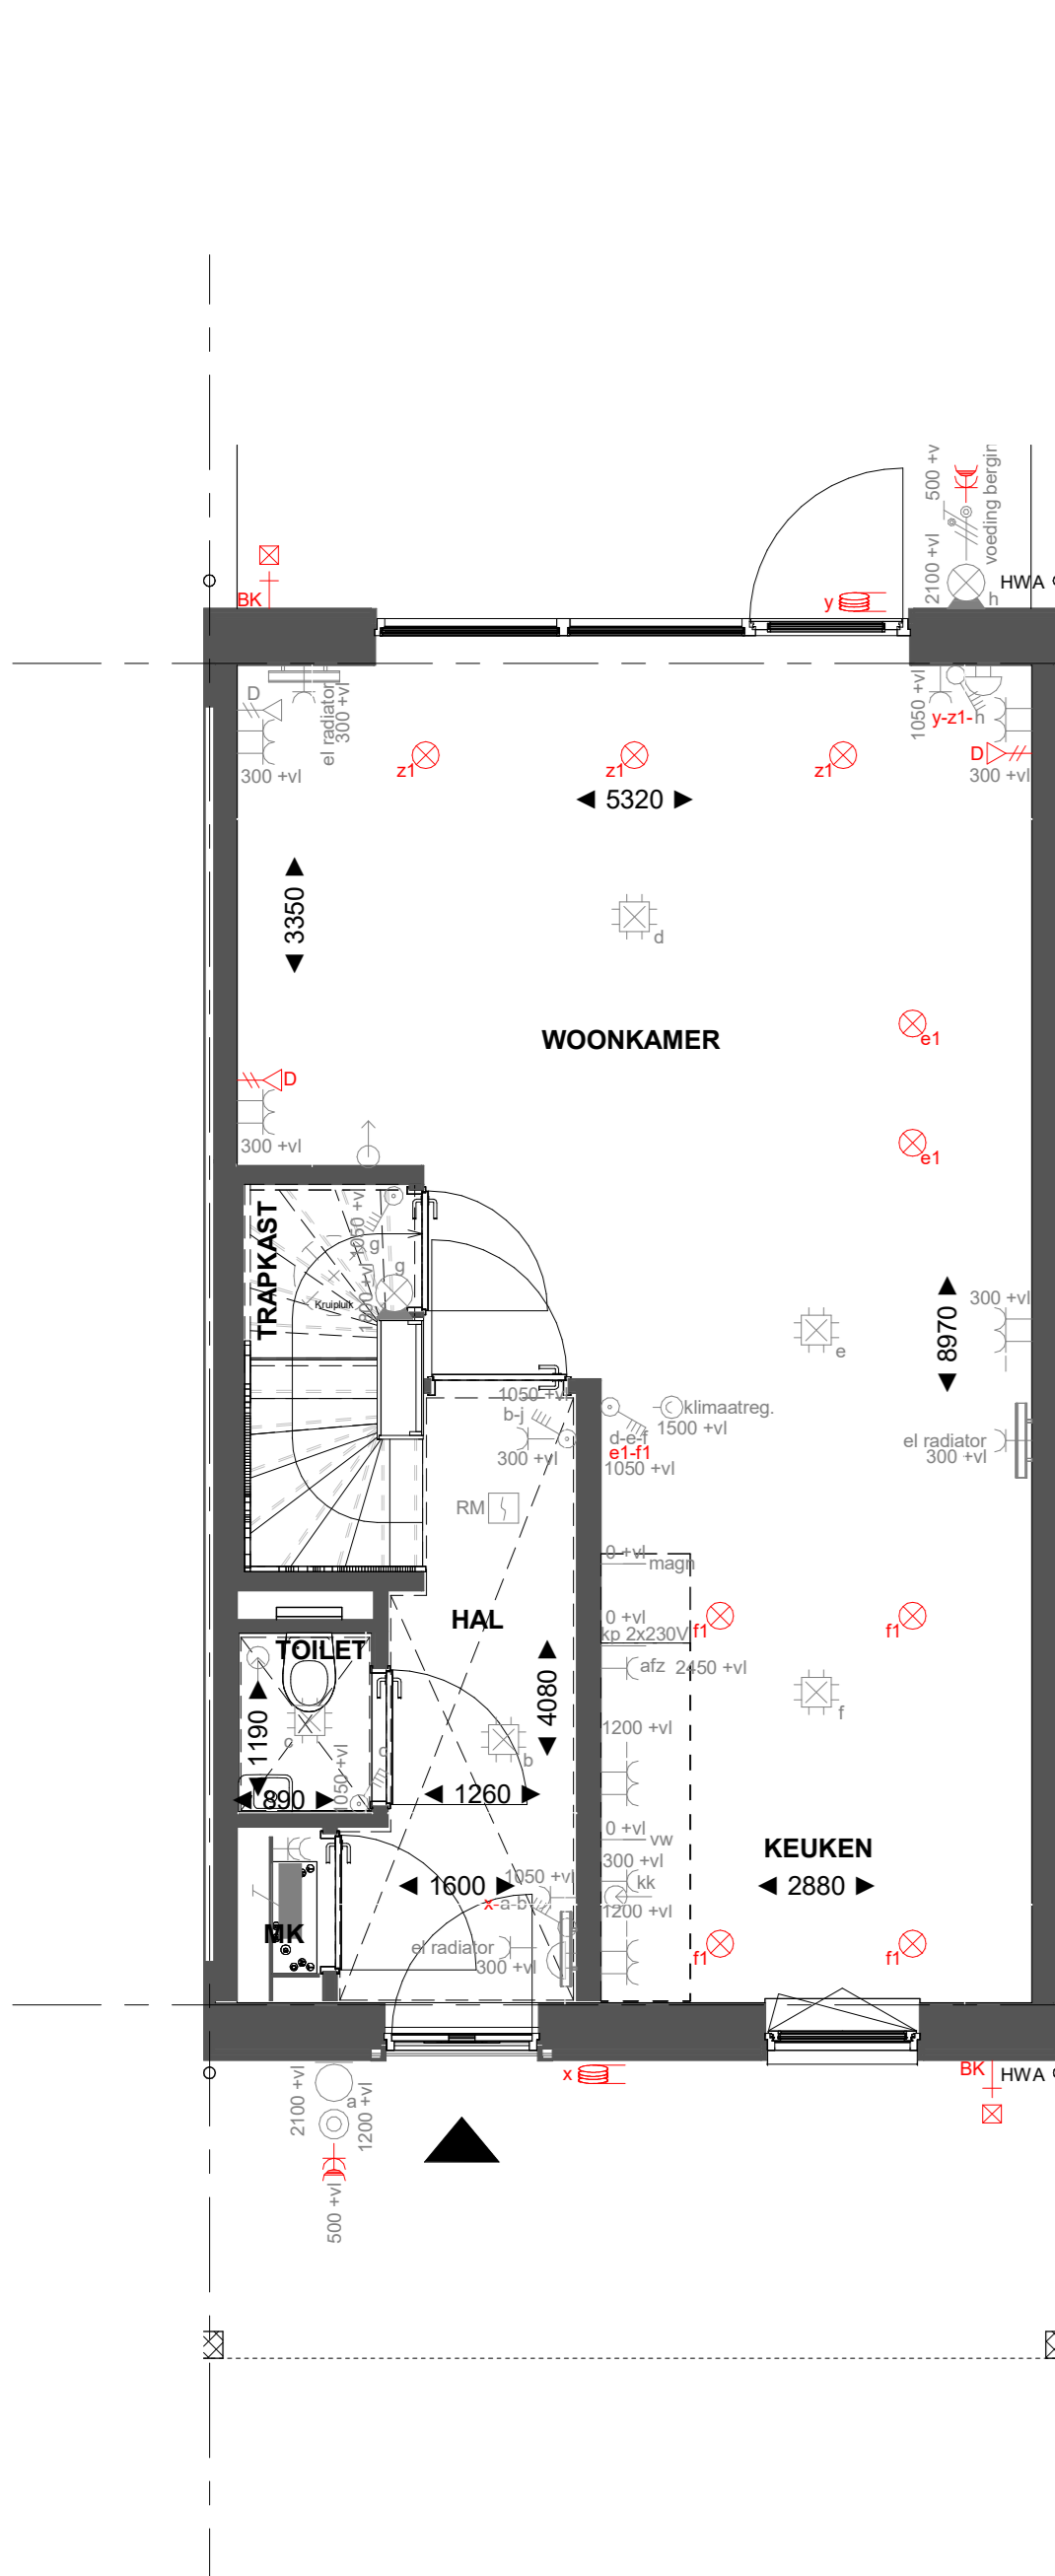 500 +v
voeding bergin
2100 +vl
HWA
h
BK
y
D
el radiator
300 +vl
300 +vl
1050 +vl
y-z1-h
D
300 +vl
z1
z1
z1
5320
3350
d
WOONKAMER
e1
D
300 +vl
e1
TRAPKAST
1050 +v
g
g
Kruipluik
300 +vl
8970
e
1050 +vl
b-j
300 +vl
klimaatreg.
1500 +vl
d-e-f
e1-f1
1050 +vl
el radiator
300 +vl
RM
0 +vl
magn
HAL
0 +vl
kp 2x230V
f1
f1
TOILET
afz
2450 +vl
4080
1190
c
f
1200 +vl
b
c
1050 +vl
890
1260
0 +vl
vw
KEUKEN
300 +vl
kk
1600
1050 +vl
2880
x-a-b
1200 +vl
MK
el radiator
300 +vl
f1
f1
x
BK
HWA
2100 +vl
a
1200 +vl
500 +vl